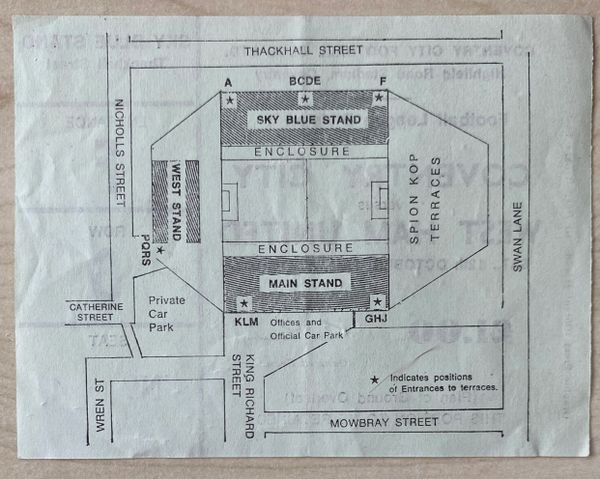 THACKHALL STREET
A
BCDE
F
SKY BLUE STAND
ENCLOSURE
NICHOLLS STREET
WEST STAND
SPION KOP
TERRACES
SWAN LANE
PQRS
ENCLOSURE
MAIN STAND
CATHERINE
STREET
Private
Car
Park
KLM
Offices and
Official Car Park
GHJ
KING RICHARD
STREET
WREN ST
Indicates positions
of Entrances to terraces.
MOWBRAY STREET